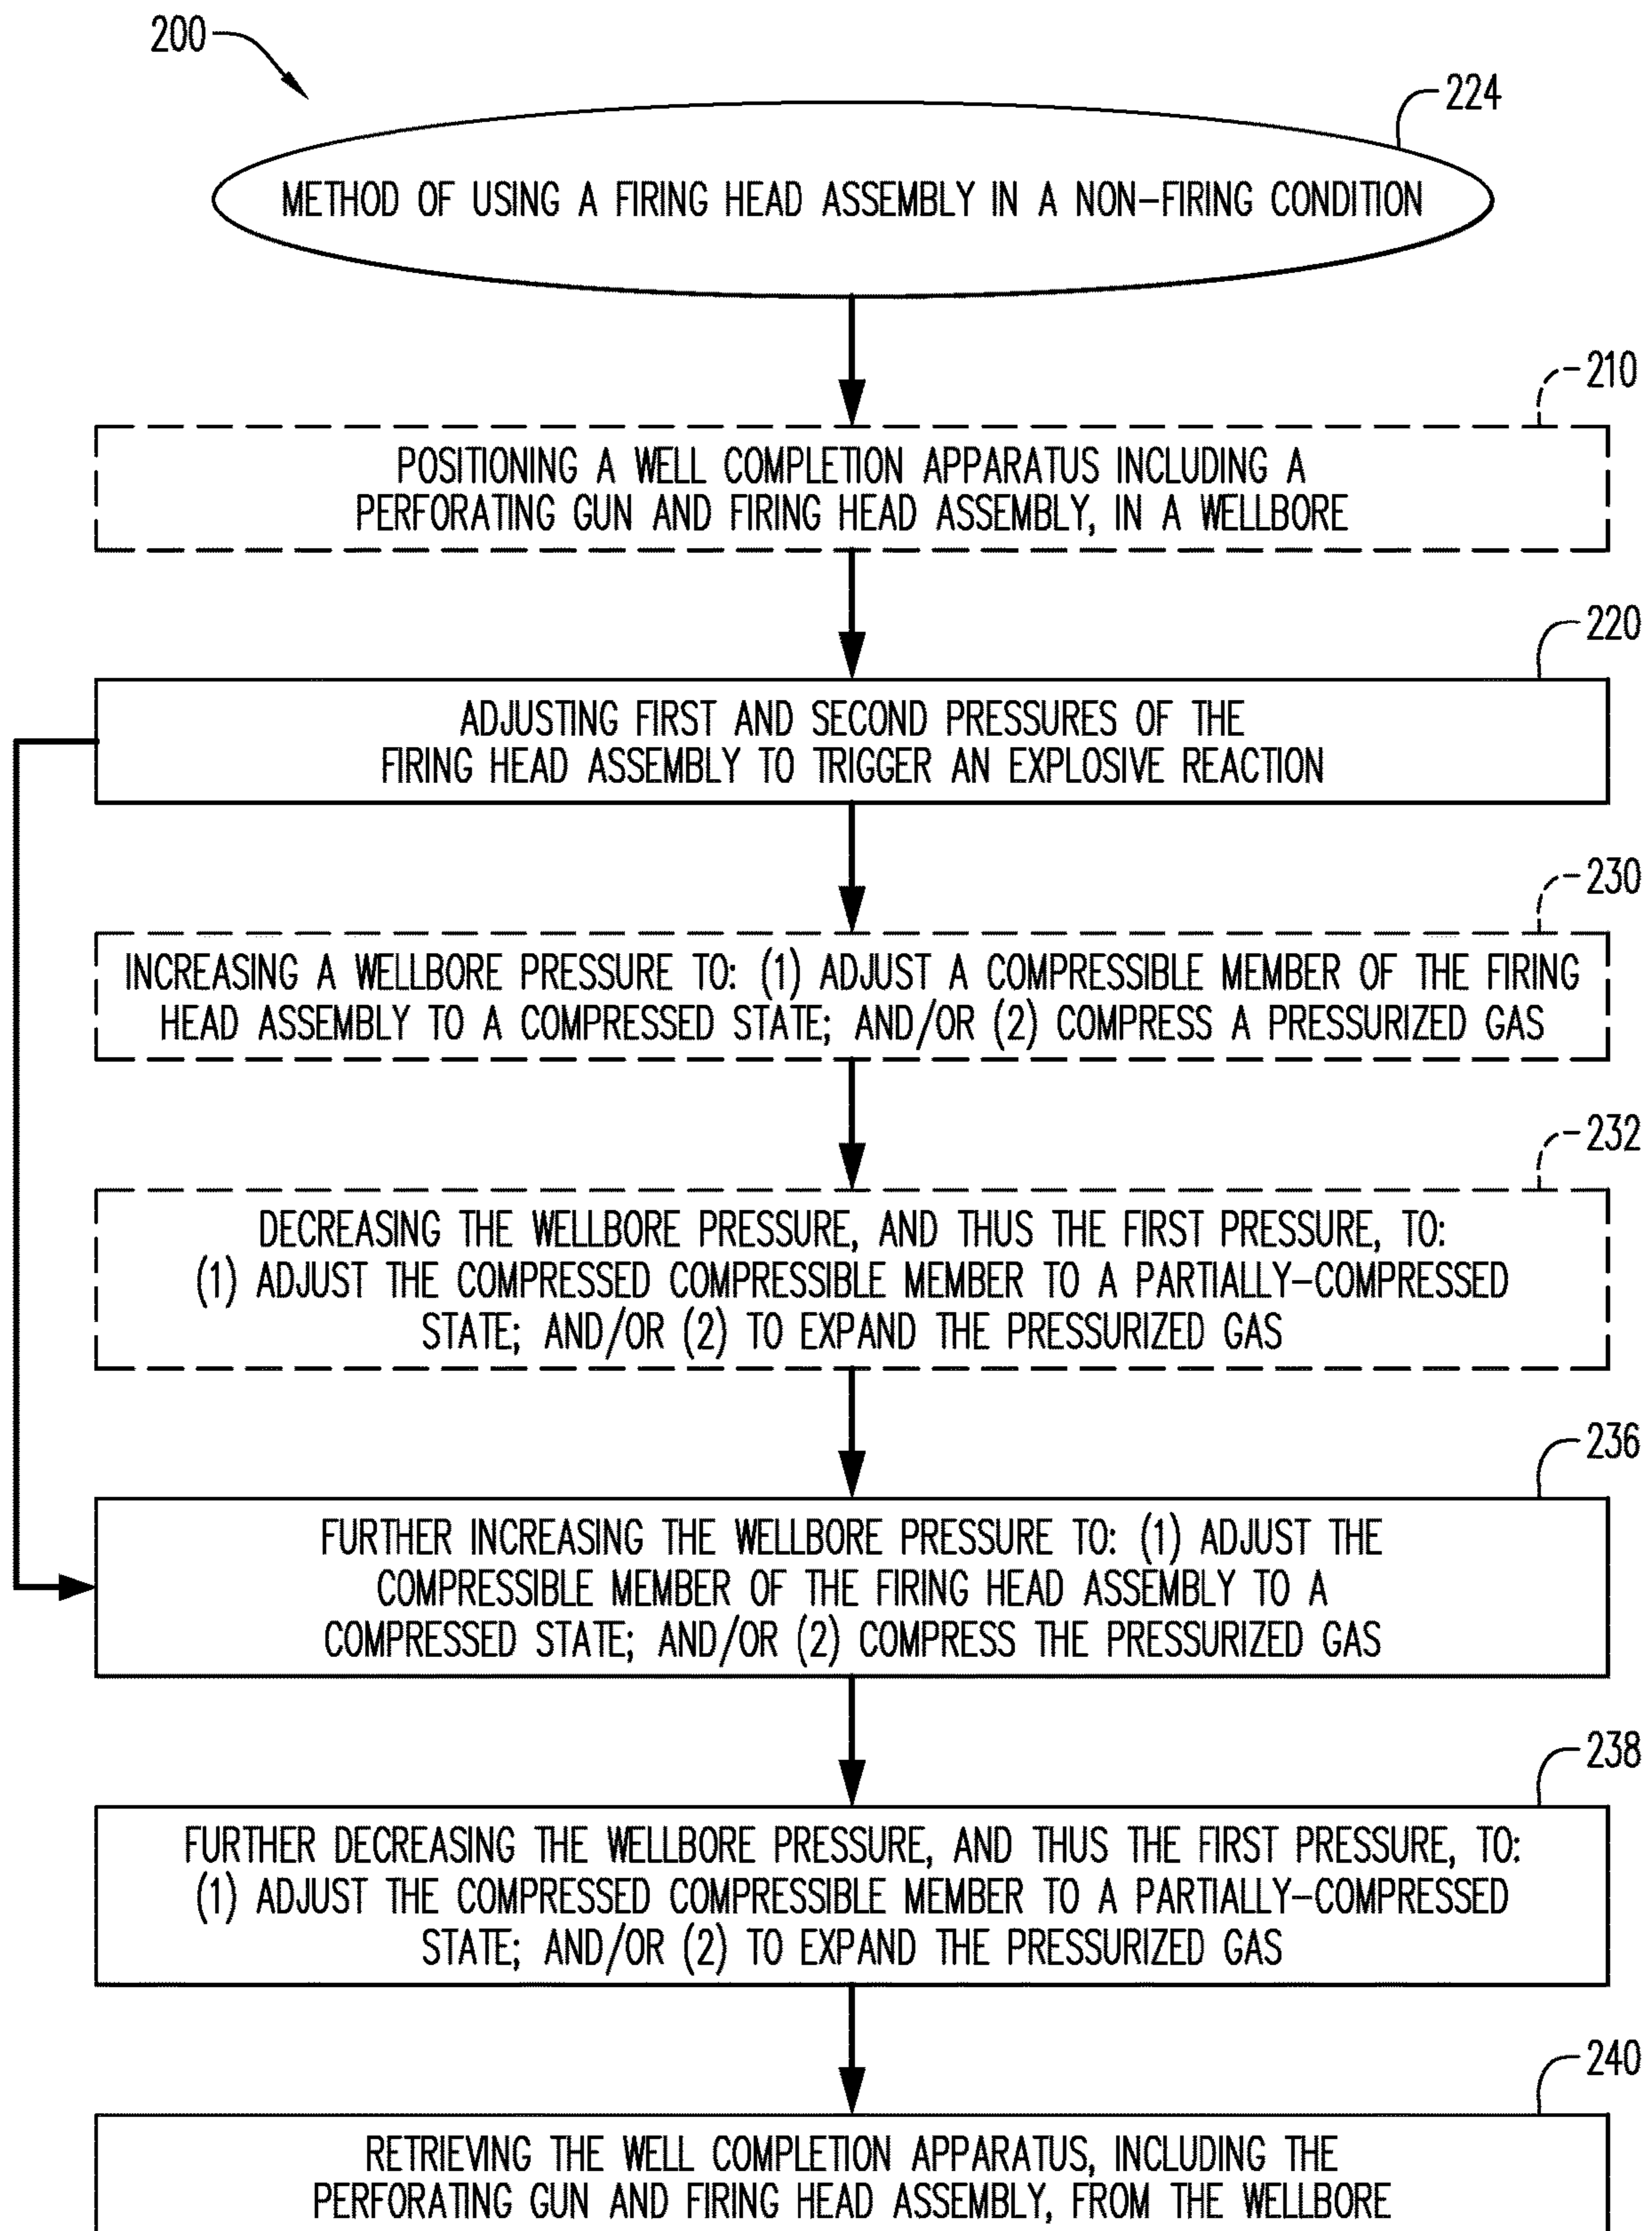 200
224
METHOD OF USING A FIRING HEAD ASSEMBLY IN A NON-FIRING CONDITION
210
POSITIONING A WELL COMPLETION APPARATUS INCLUDING A
PERFORATING GUN AND FIRING HEAD ASSEMBLY, IN A WELLBORE
220
ADJUSTING FIRST AND SECOND PRESSURES OF THE
FIRING HEAD ASSEMBLY TO TRIGGER AN EXPLOSIVE REACTION
230
INCREASING A WELLBORE PRESSURE TO: (1) ADJUST A COMPRESSIBLE MEMBER OF THE FIRING
HEAD ASSEMBLY TO A COMPRESSED STATE; AND/OR (2) COMPRESS A PRESSURIZED GAS
232
DECREASING THE WELLBORE PRESSURE, AND THUS THE FIRST PRESSURE, TO:
(1) ADJUST THE COMPRESSED COMPRESSIBLE MEMBER TO A PARTIALLY-COMPRESSED
STATE; AND/OR (2) TO EXPAND THE PRESSURIZED GAS
236
FURTHER INCREASING THE WELLBORE PRESSURE TO: (1) ADJUST THE
COMPRESSIBLE MEMBER OF THE FIRING HEAD ASSEMBLY TO A
COMPRESSED STATE; AND/OR (2) COMPRESS THE PRESSURIZED GAS
238
FURTHER DECREASING THE WELLBORE PRESSURE, AND THUS THE FIRST PRESSURE, TO:
(1) ADJUST THE COMPRESSED COMPRESSIBLE MEMBER TO A PARTIALLY-COMPRESSED
STATE; AND/OR (2) TO EXPAND THE PRESSURIZED GAS
240
RETRIEVING THE WELL COMPLETION APPARATUS, INCLUDING THE
PERFORATING GUN AND FIRING HEAD ASSEMBLY, FROM THE WELLBORE